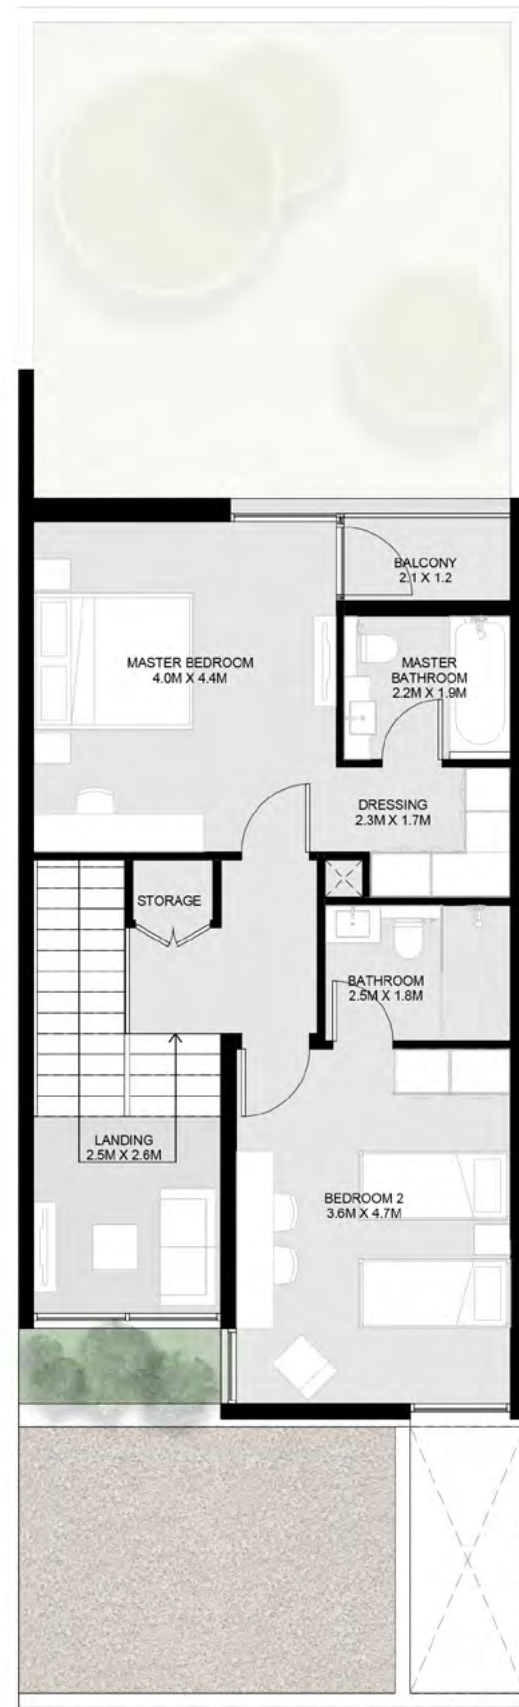 BALCONY
2.1 X 1.2
MASTER BEDROOM
4.0M X 4.4M
MASTER
BATHROOM
2.2M X 1.9M
DRESSING
2.3M X 1.7M
STORAGE
BATHROOM
2.5M X 1.8M
LANDING
2.5M X 2.6M
BEDROOM 2
3.6M X 4.7M